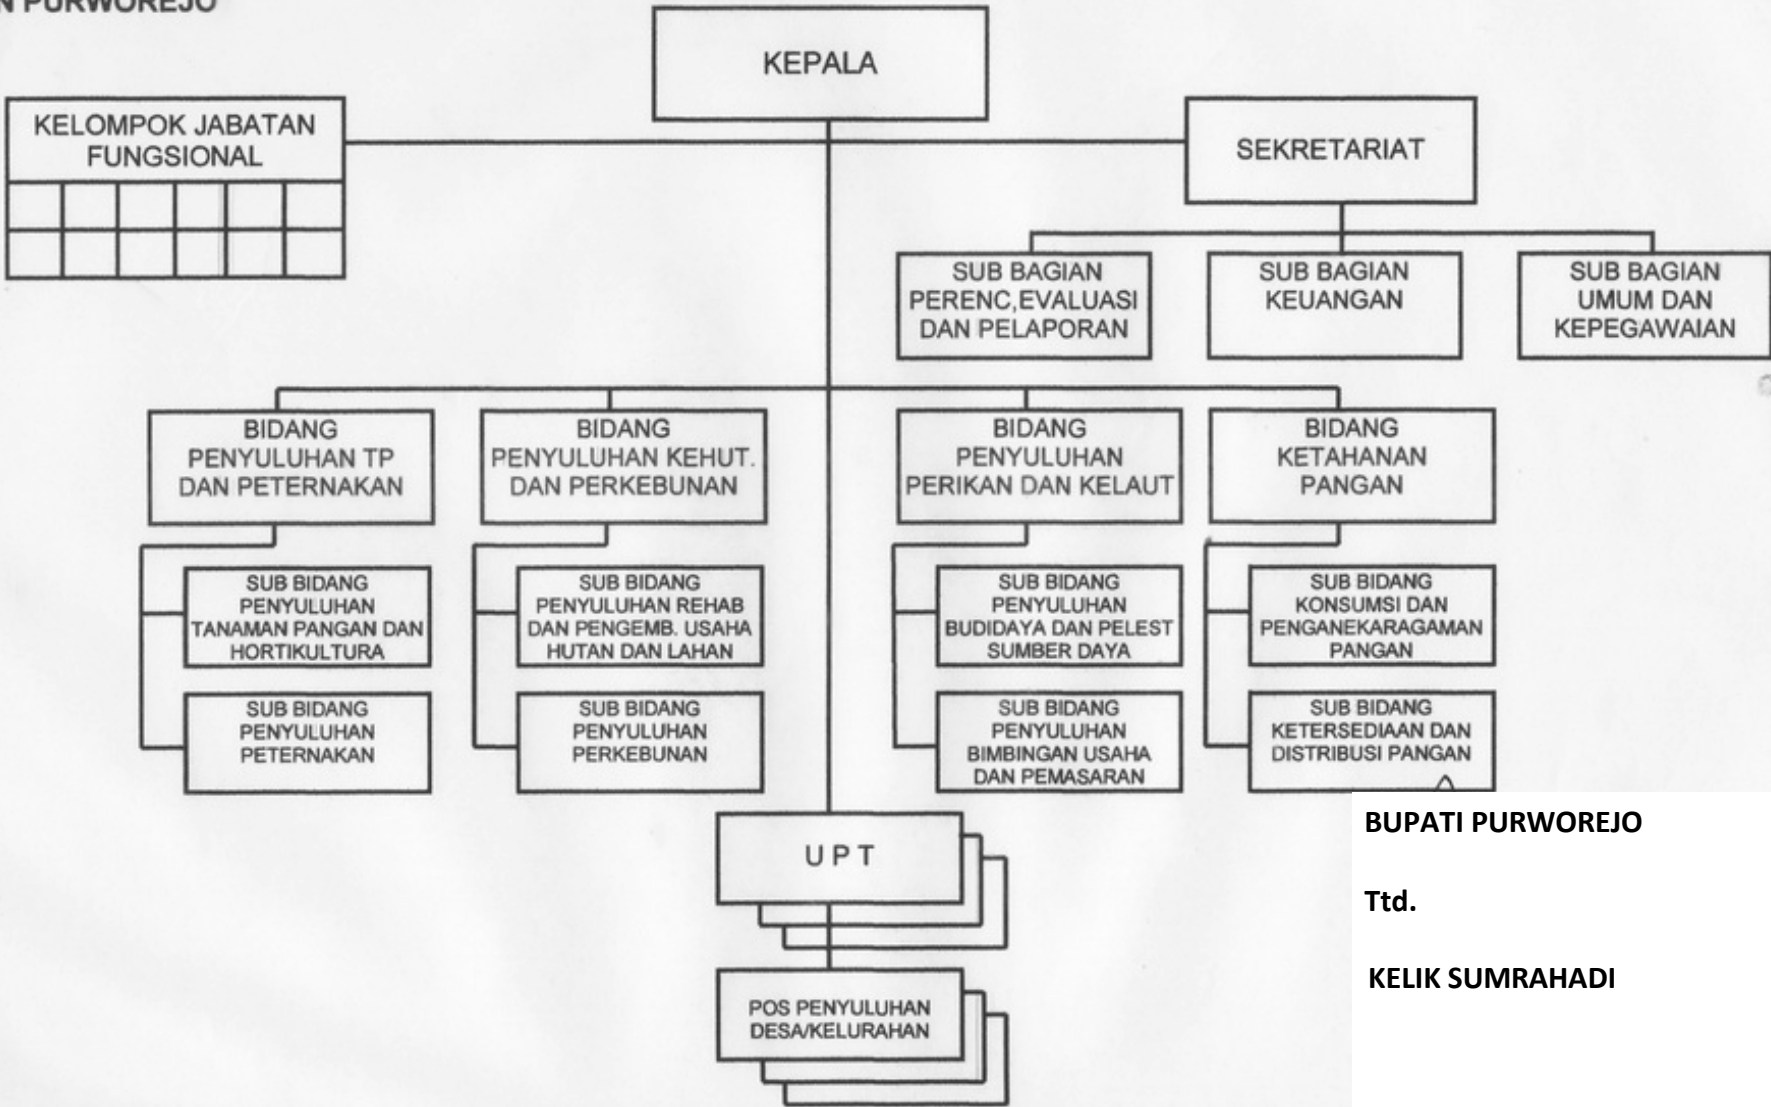 PURWOREJO
KEPALA
KELOMPOK JABATAN
FUNGSIONAL
SEKRETARIAT
SUB BAGIAN
PERENC,EVALUASI
DAN PELAPORAN
SUB BAGIAN
KEUANGAN
SUB BAGIAN
UMUM DAN
KEPEGAWAIAN
BIDANG
PENYULUHAN TP
DAN PETERNAKAN
BIDANG
PENYULUHAN KEHUT.
DAN PERKEBUNAN
BIDANG
PENYULUHAN
PERIKAN DAN KELAUT
BIDANG
KETAHANAN
PANGAN
SUB BIDANG
PENYULUHAN
TANAMAN PANGAN DAN
HORTIKULTURA
SUB BIDANG
PENYULUHAN REHAB
DAN PENGEMB. USAHA
HUTAN DAN LAHAN
SUB BIDANG
PENYULUHAN
BUDIDAYA DAN PELEST
SUMBER DAYA
SUB BIDANG
KONSUMSI DAN
PENGANEKARAGAMAN
PANGAN
SUB BIDANG
PENYULUHAN
PETERNAKAN
SUB BIDANG
PENYULUHAN
PERKEBUNAN
SUB BIDANG
PENYULUHAN
BIMBINGAN USAHA
DAN PEMASARAN
SUB BIDANG
KETERSEDIAAN DAN
DISTRIBUSI PANGAN
U P T
POS PENYULUHAN
DESA/KELURAHAN
BUPATI PURWOREJO
Ttd.
KELIK SUMRAHADI